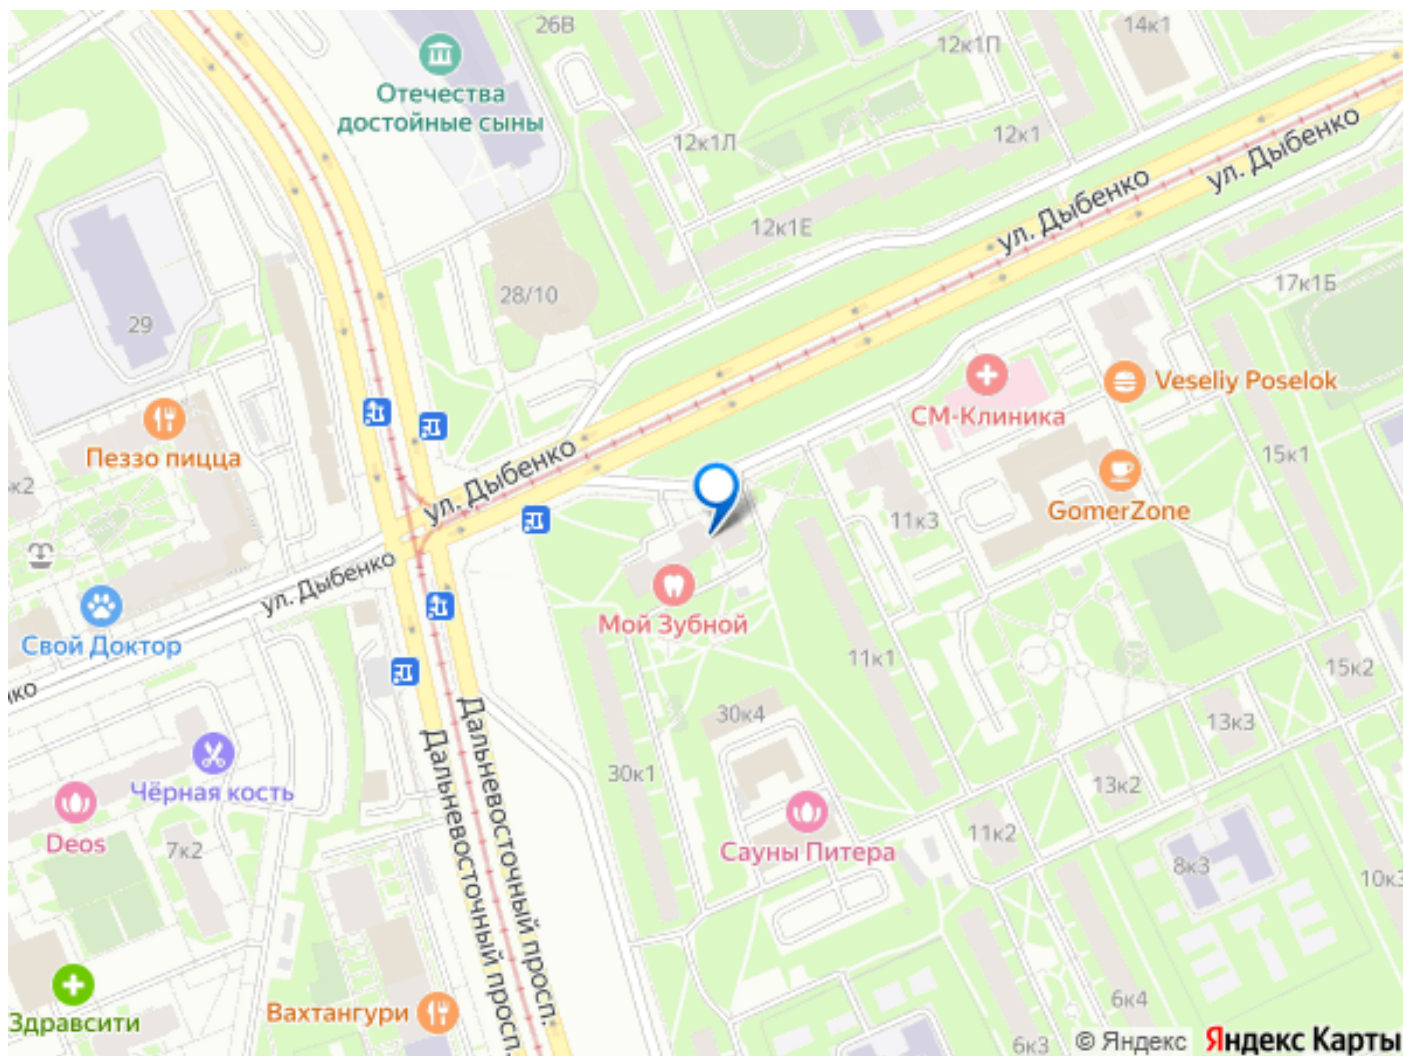 26В
14к1
12к1П
Отечества
достойные сыны
12к1Л
12к1
ул. Дыбенко
ул. Дыбенко
12к1Е
17к1Б
28/10
29
СМ-Клиника
Veseliy Poselok
Пеззо пицца
15к1
к2
ул. Дыбенко
GomerZone
11к3
ул. Дыбенко
Свой Доктор
Мой Зубной
11к1
15к2
ко
30к4
13к3
Дальневосточный просп.
Дальневосточный просп.
30к1
13к2
Чёрная кость
Deos
7к2
Сауны Питера
11к2
8к3
10к3
Вахтангури
Здравсити
6к4
6к3
© Яндекс Яндекс Карты